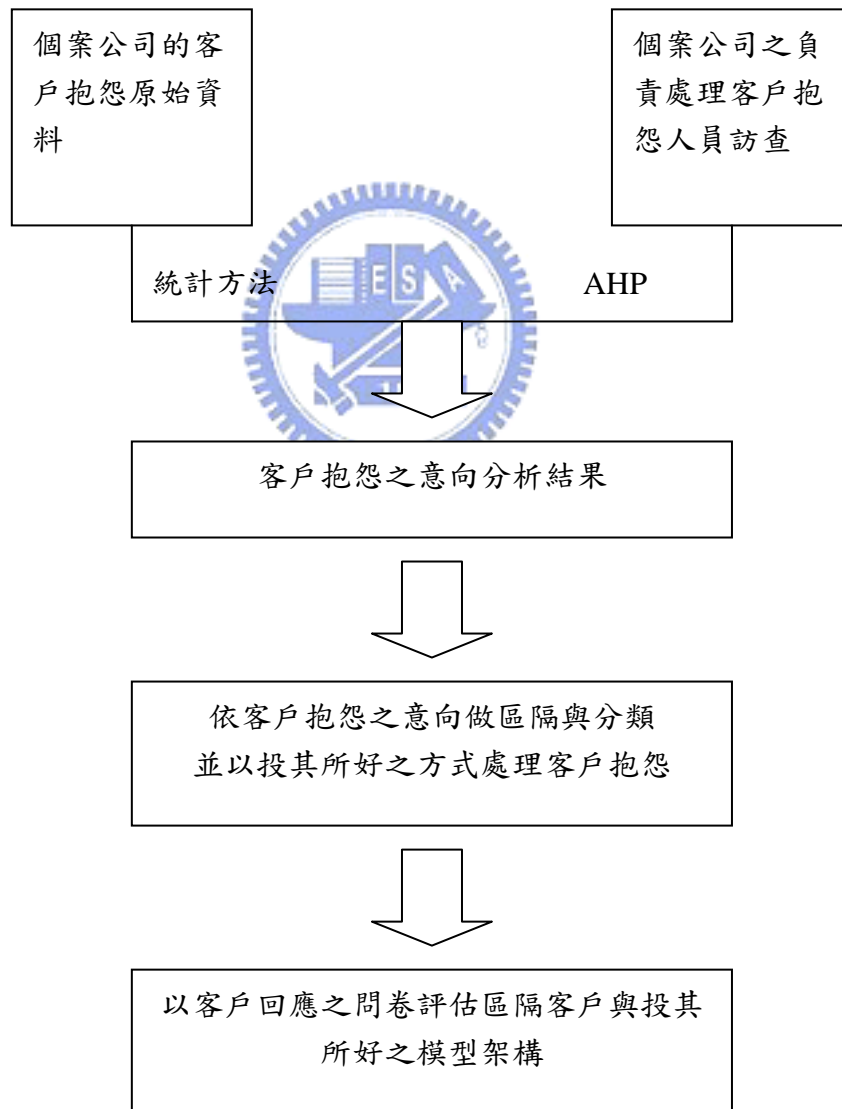 個案公司的客
戶抱怨原始資
料
個案公司之負
責處理客戶抱
怨人員訪查
統計方法
AHP
ESA
客戶抱怨之意向分析結果
依客戶抱怨之意向做區隔與分類
並以投其所好之方式處理客戶抱怨
以客戶回應之問卷評估區隔客戶與投其
所好之模型架構